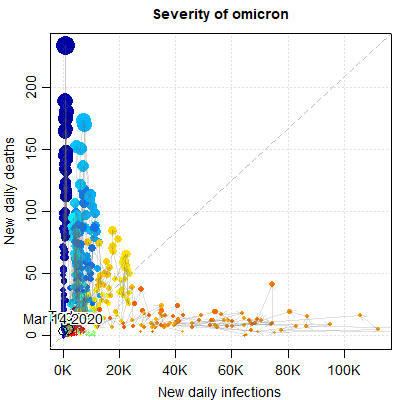 Severity of omicron
New daily deaths
200
150
100
50
0
Mar 14-2020
0K
20K
40K
60K
80K
100K
New daily infections